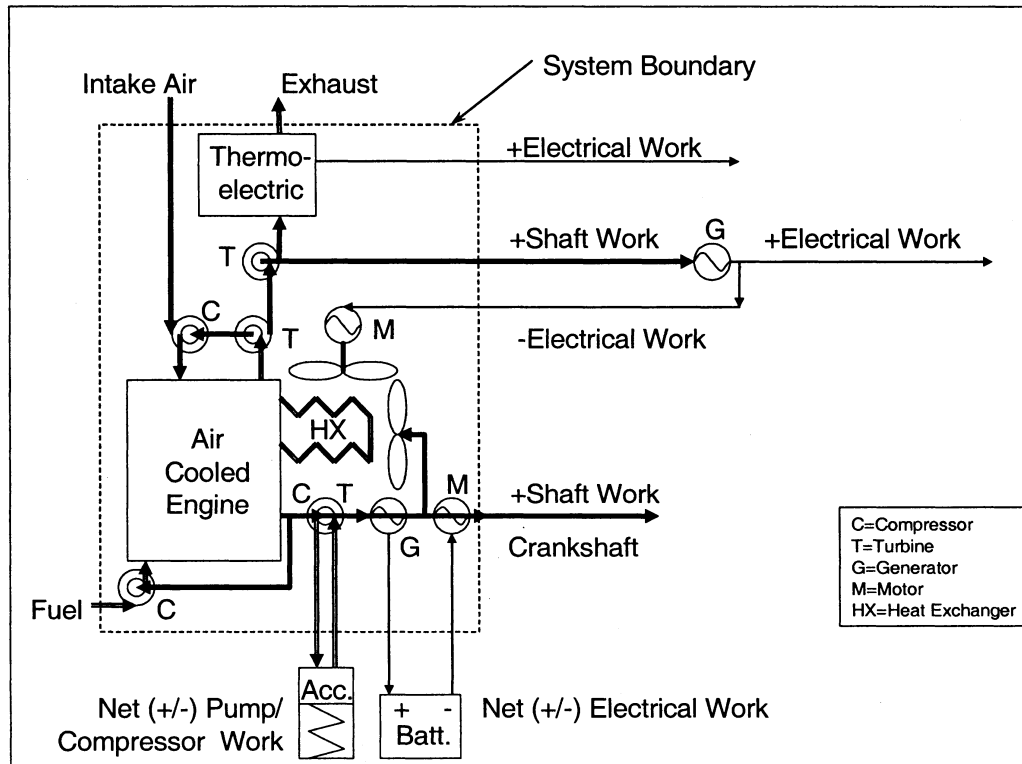 System Boundary
Intake Air
Exhaust
Thermo-
electric
+Electrical Work
T
+Shaft Work
G
+Electrical Work
C
T
M
-Electrical Work
HX
Air
Cooled
Engine
C
T
M
+Shaft Work
G
Crankshaft
Fuel
C
C=Compressor
T=Turbine
G=Generator
M=Motor
HX=Heat Exchanger
Acc.
Net (+/-) Pump/
Compressor Work
+ -
Batt.
Net (+/-) Electrical Work